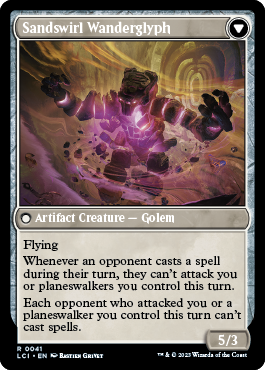 Sandswirl Wanderglyph
Artifact Creature — Golem
Flying
Whenever an opponent casts a spell
during their turn, they can't attack you
or planeswalkers you control this turn.
Each opponent who attacked you or a
planeswalker you control this turn can't
cast spells.
5/3
R 0041
LCI • EN BASTIEN GRIVET
™ & © 2023 Wizards of the Coast